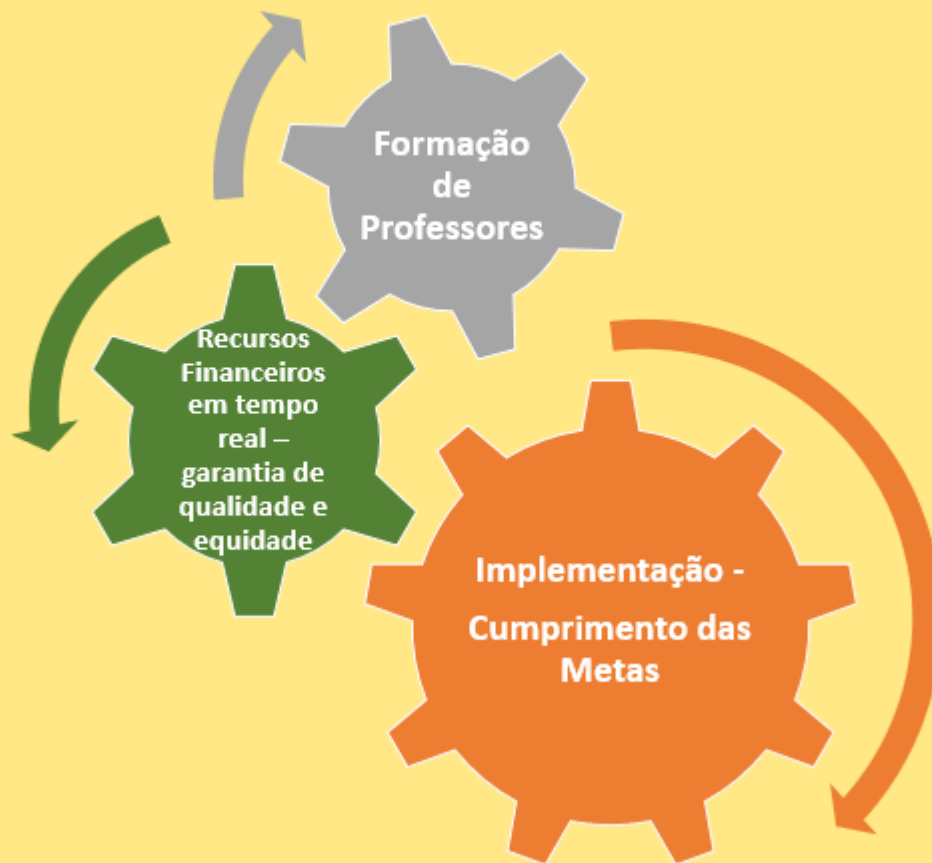 Formação
de
Professores
Recursos
Financeiros
em tempo
real –
garantia de
qualidade e
equidade
Implementação -
Cumprimento das
Metas